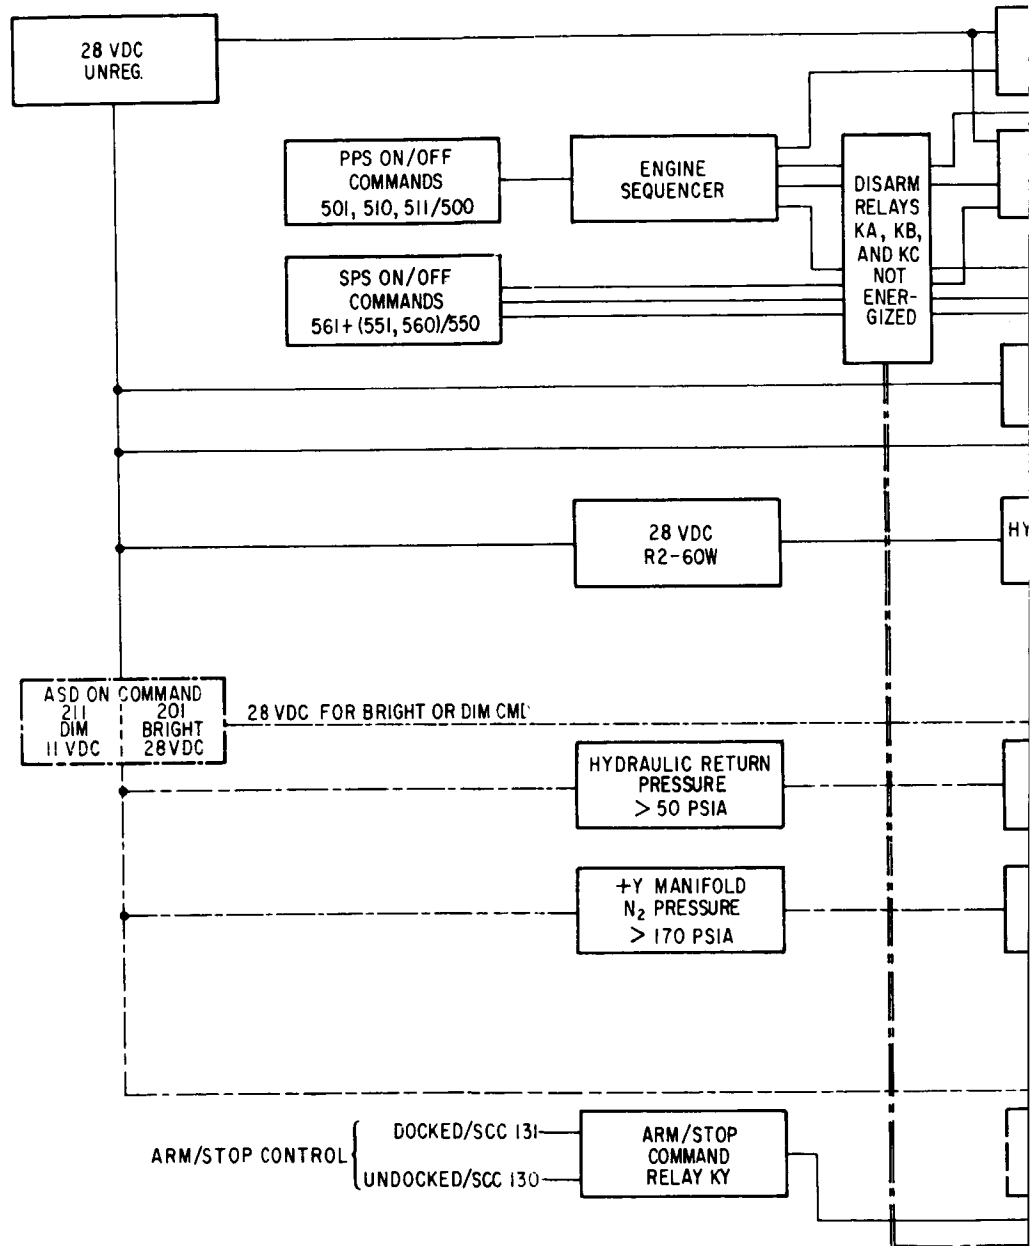 28 VDC
UNREG.
PPS ON/OFF
COMMANDS
501, 510, 511/500
ENGINE
SEQUENCER
DISARM
RELAYS
KA, KB,
AND KC
NOT
ENER-
GIZED
SPS ON/OFF
COMMANDS
561+(551, 560)/550
28 VDC
R2-60W
HY
ASD ON COMMAND
211 201
DIM BRIGHT
11 VDC 28VDC
28 VDC FOR BRIGHT OR DIM CMD
HYDRAULIC RETURN
PRESSURE
> 50 PSIA
+Y MANIFOLD
N₂ PRESSURE
> 170 PSIA
ARM/STOP CONTROL
DOCKED/SCC 131
UNDOCKED/SCC 130
ARM/STOP
COMMAND
RELAY KY